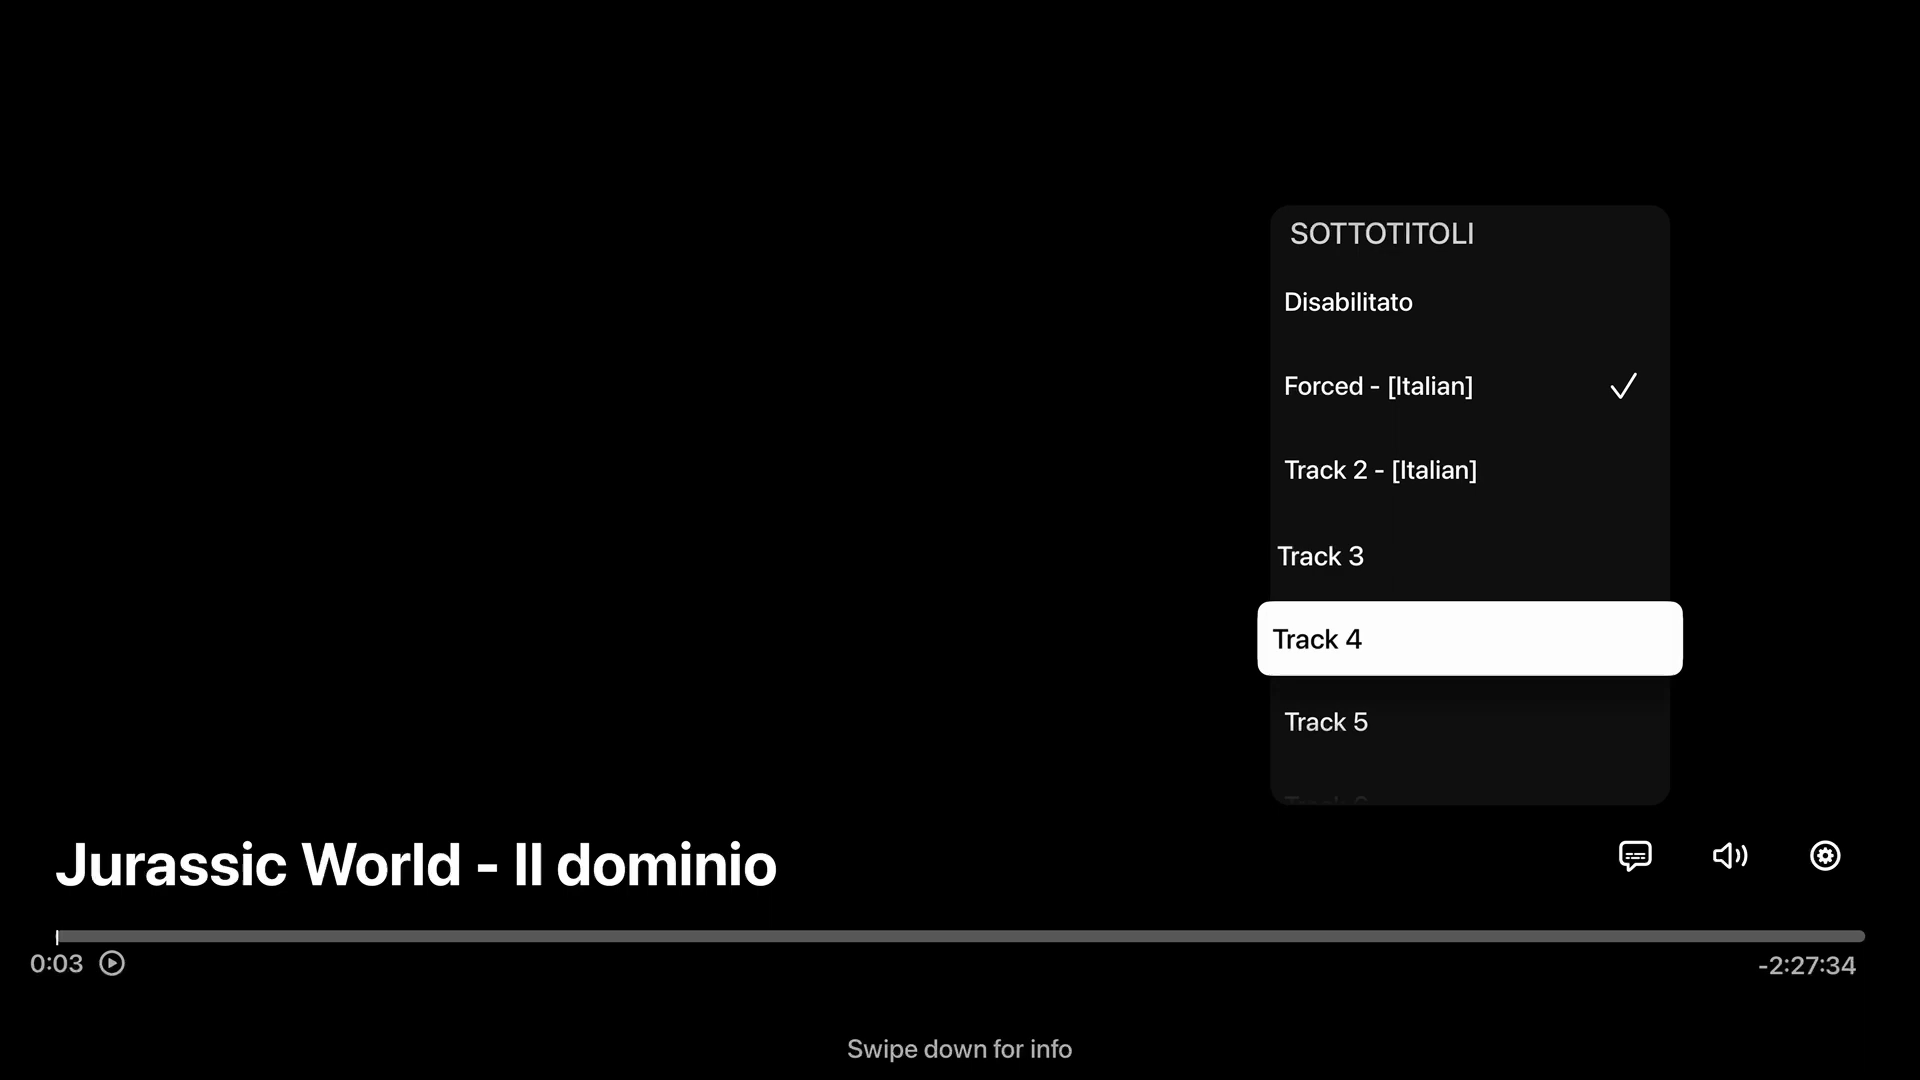 SOTTOTITOLI
Disabilitato
Forced - [Italian]
Track 2 - [Italian]
Track 3
Track 4
Track 5
Jurassic World - Il dominio
0:03
-2:27:34
Swipe down for info